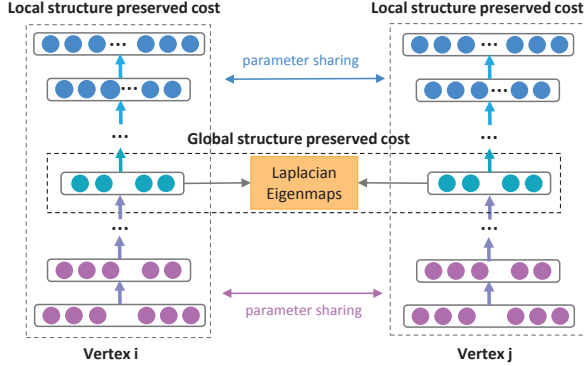 Local structure preserved cost
Local structure preserved cost
...
...
parameter sharing
...
...
...
...
Global structure preserved cost
Laplacian
Eigenmaps
...
...
parameter sharing
Vertex i
Vertex j